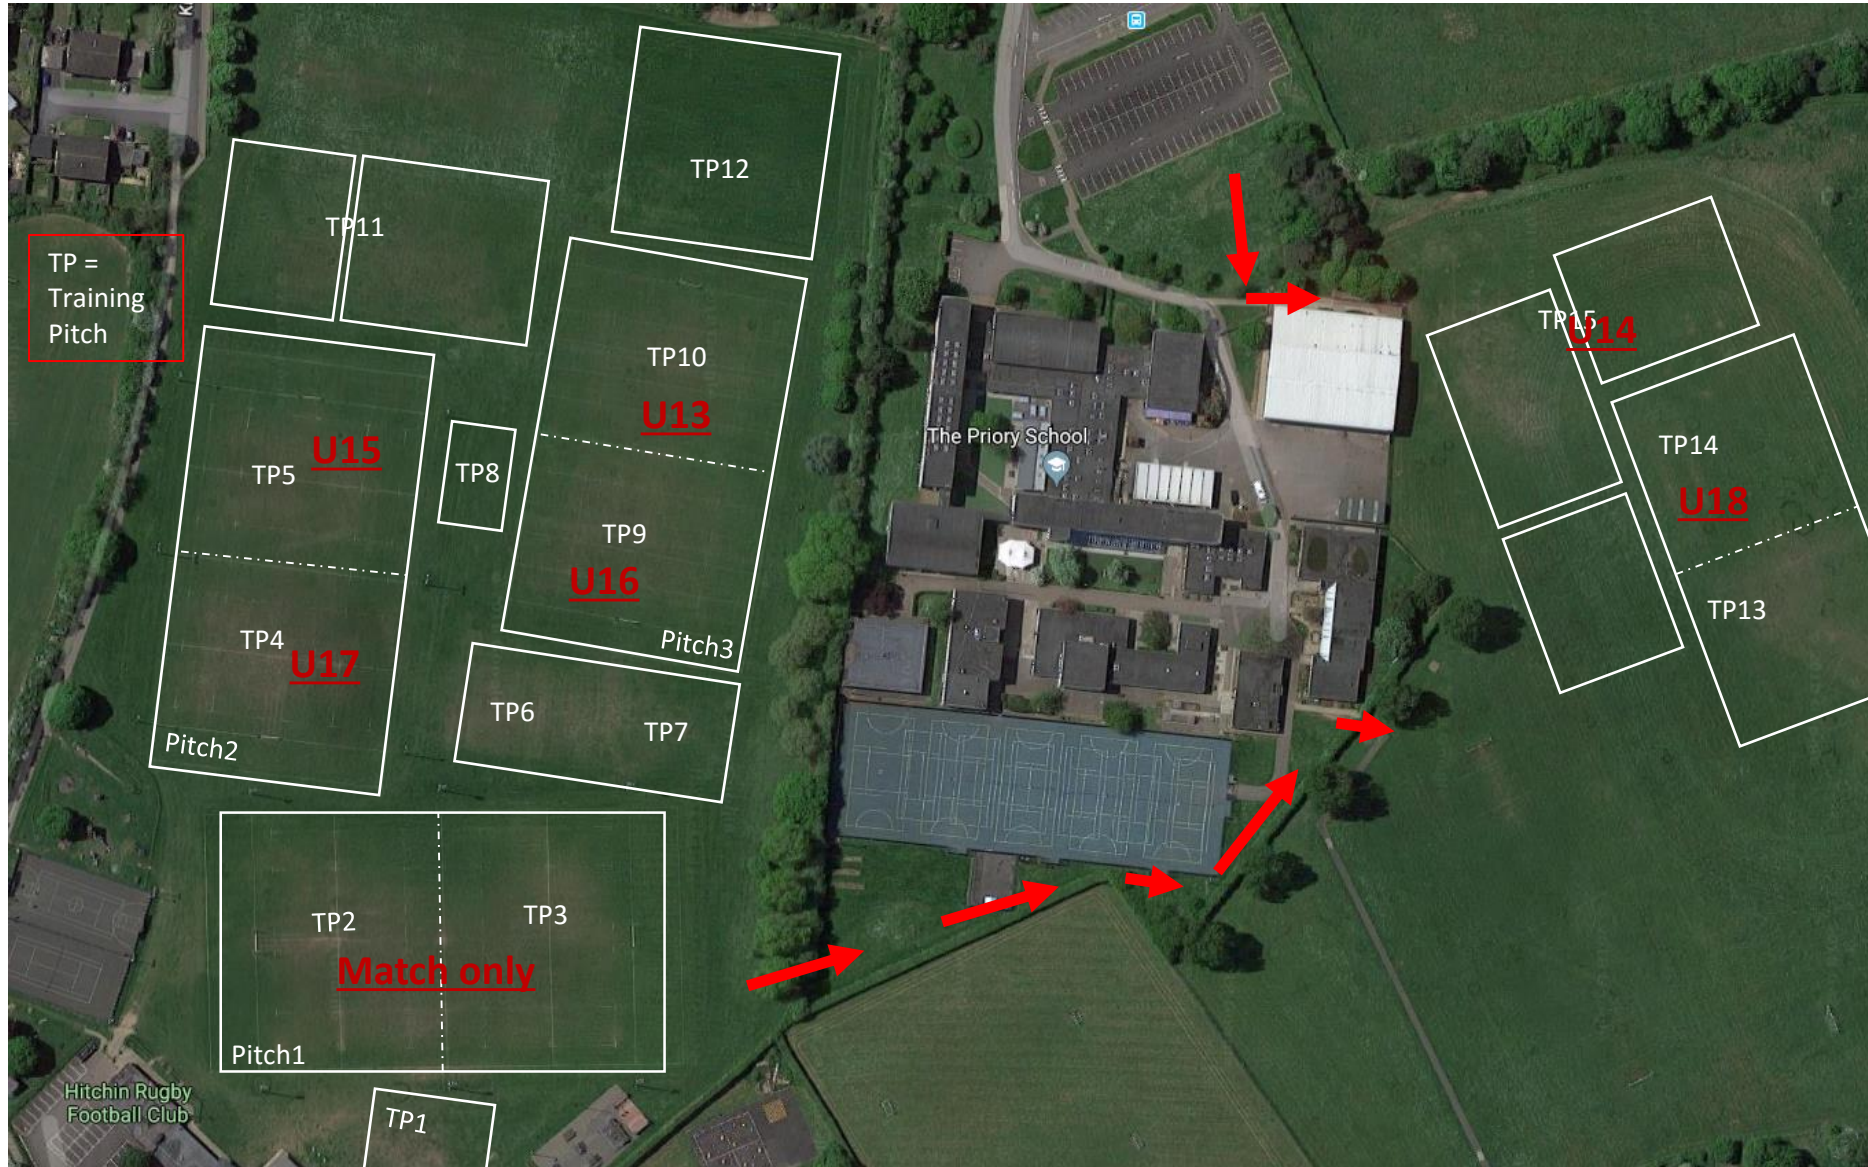 TP12
TP11
TP =
Training
Pitch
TP10
U13
TP15
U14
The Priory School
U15
TP5
TP8
TP14
U18
TP9
U16
TP13
TP4
U17
Pitch3
TP6
TP7
Pitch2
TP2
TP3
Match only
Pitch1
Hitchin Rugby
Football Club
TP1